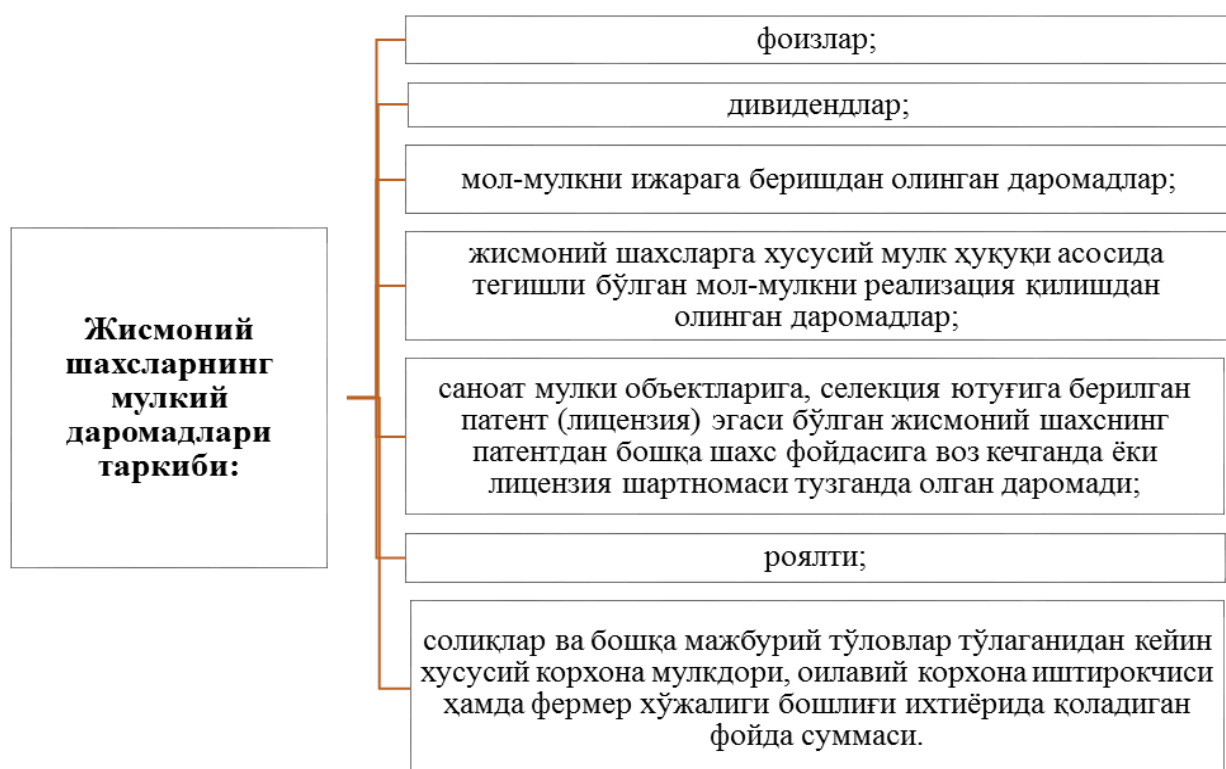 Жисмоний
шахсларнинг
мулкий
даромадлари
таркиби:
фоизлар;
дивидендлар;
мол-мулкни ижарага беришдан олинган даромадлар;
жисмоний шахсларга хусусий мулк ҳуқуқи асосида
тегишли бўлган мол-мулкни реализация қилишдан
олинган даромадлар;
саноат мулки объектларига, селекция ютуғига берилган
патент (лицензия) эгаси бўлган жисмоний шахснинг
патентдан бошқа шахс фойдасига воз кечганда ёки
лицензия шартномаси тузганда олган даромади;
роялти;
солиқлар ва бошқа мажбурий тўловлар тўлаганидан кейин
хусусий корхона мулкдори, оилавий корхона иштирокчиси
ҳамда фермер хўжалиги бошлиғи ихтиёрида қоладиган
фойда суммаси.